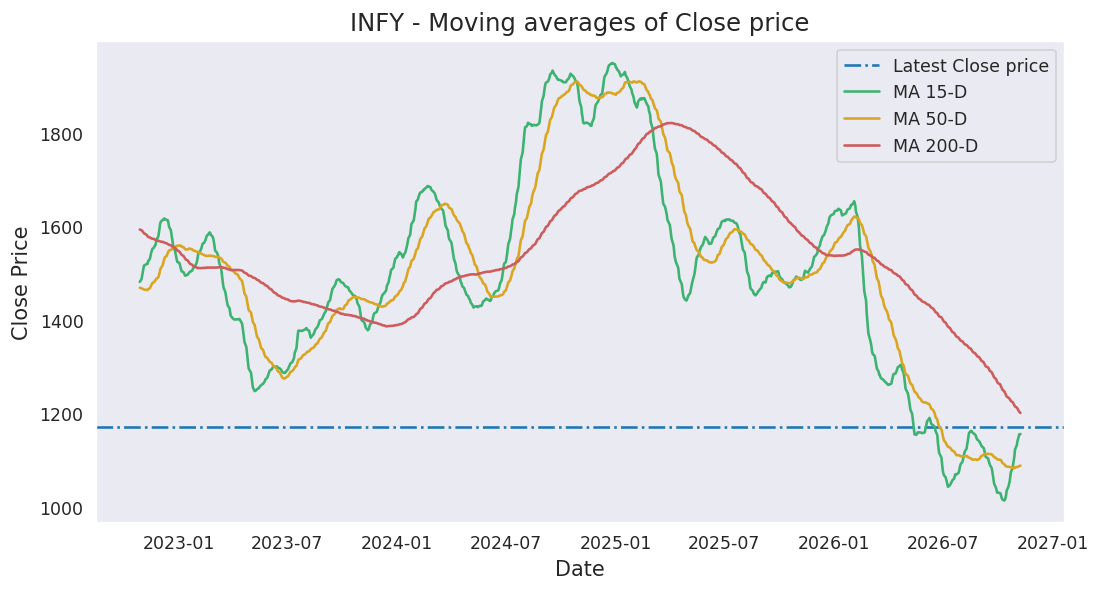 INFY - Moving averages of Close price
Latest Close price
MA 15-D
MA 50-D
MA 200-D
Close Price
1800
1600
1400
1200
1000
2023-01 2023-07 2024-01 2024-07 2025-01 2025-07 2026-01 2026-07 2027-01
Date